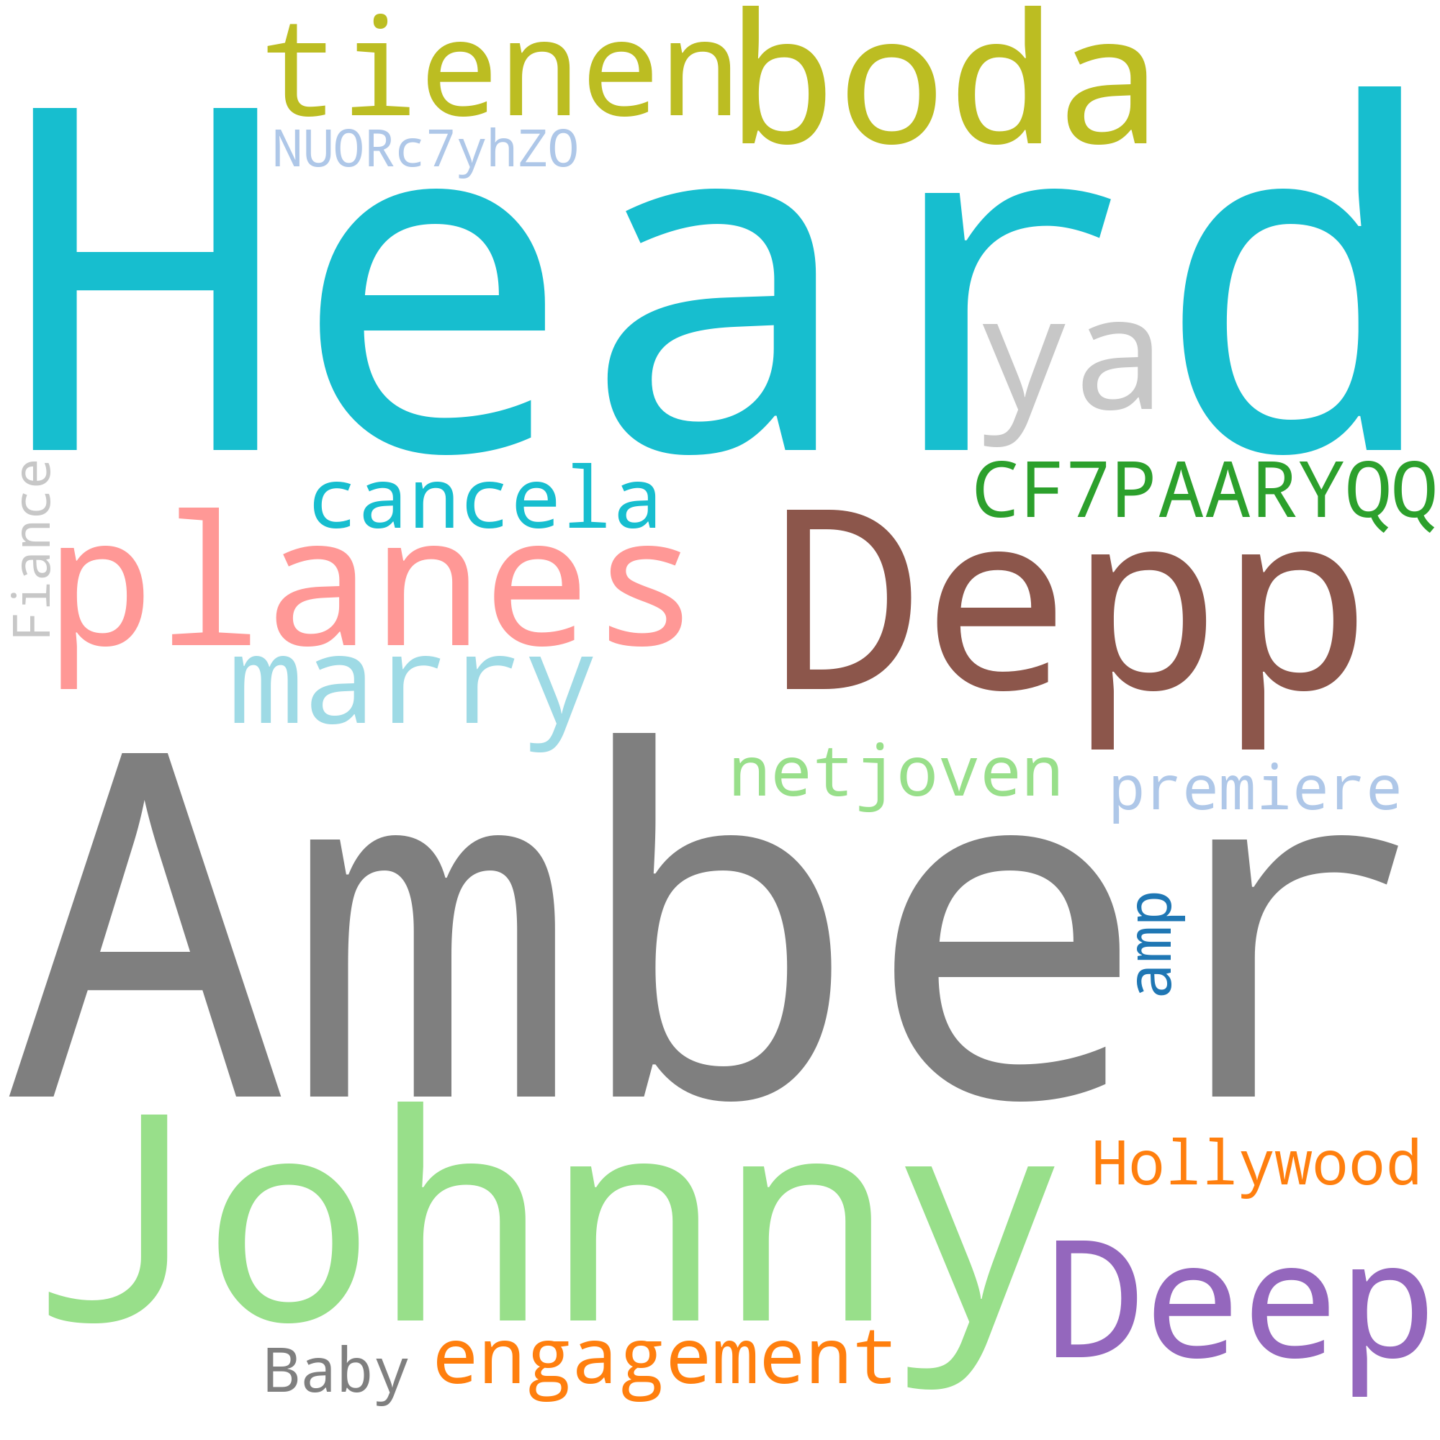 tienen boda
NUORc7yhZO
Heard
ya
Fiance
cancela
CF7PAARYQQ
planes
Depp
marry
netjoven
premiere
Amber
amp
Johnny
Hollywood
Deep
Baby
engagement